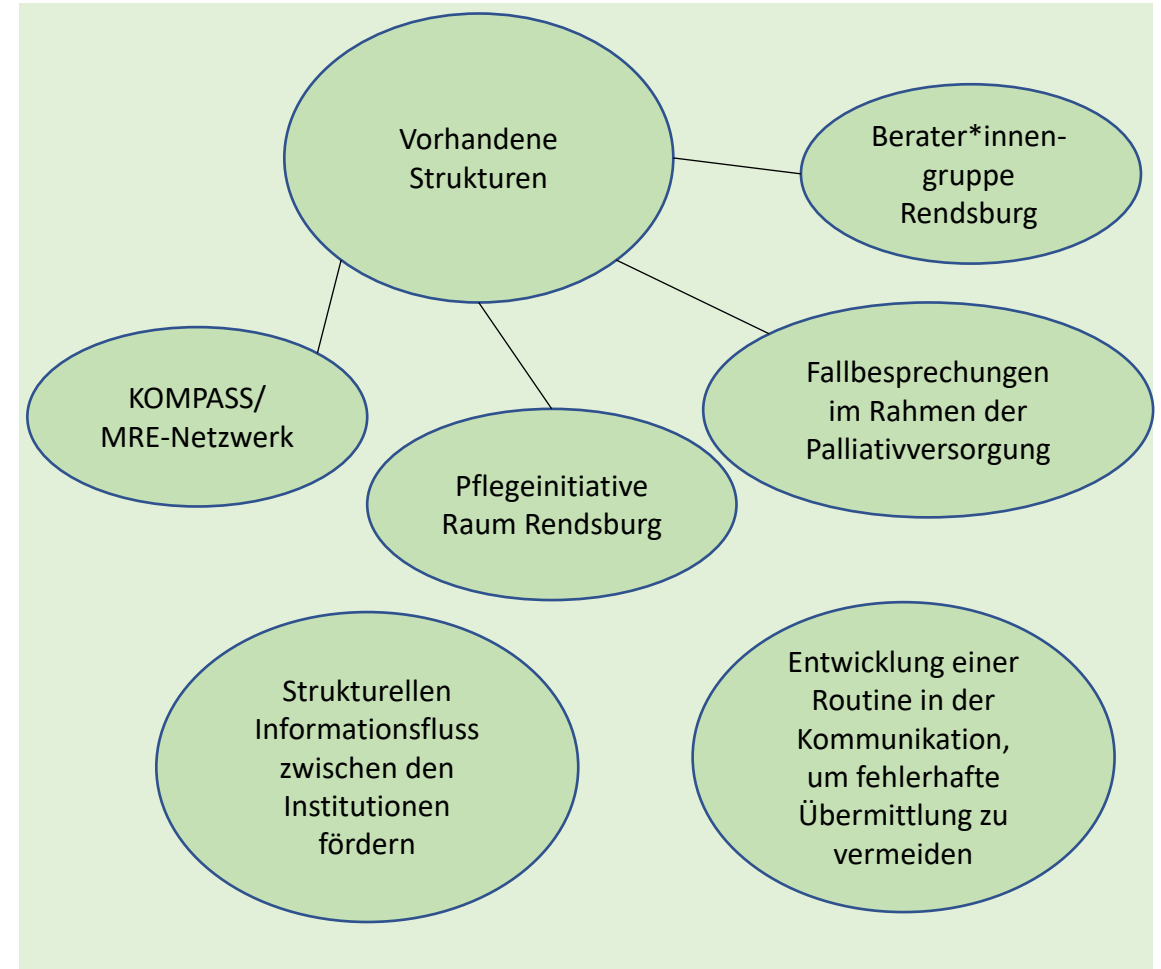 Vorhandene
Strukturen
Berater*innen-
gruppe
Rendsburg
KOMPASS/
MRE-Netzwerk
Pflegeinitiative
Raum Rendsburg
Fallbesprechungen
im Rahmen der
Palliativversorgung
Strukturellen
Informationsfluss
zwischen den
Institutionen
fördern
Entwicklung einer
Routine in der
Kommunikation,
um fehlerhafte
Übermittlung zu
vermeiden